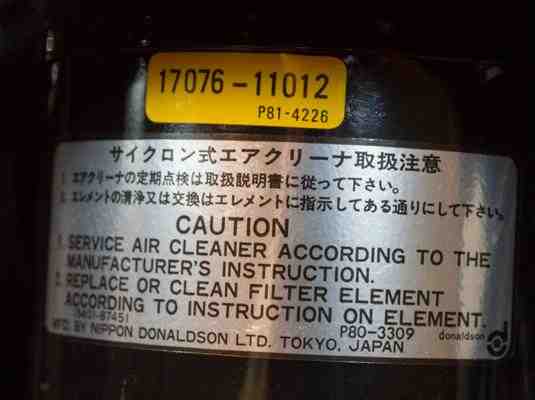 17076-11012
P81-4226
サイクロン式エアクリーナ取扱注意
1. エアクリーナの定期点検は取扱説明書に従って下さい。
2. エレメントの清浄又は交換はエレメントに指示してある通りにして下さい。
CAUTION
1. SERVICE AIR CLEANER ACCORDING TO THE
MANUFACTURER'S INSTRUCTION.
2. REPLACE OR CLEAN FILTER ELEMENT
ACCORDING TO INSTRUCTION ON ELEMENT.
P80-3309
MFD. BY NIPPON DONALDSON LTD. TOKYO, JAPAN
donaldson